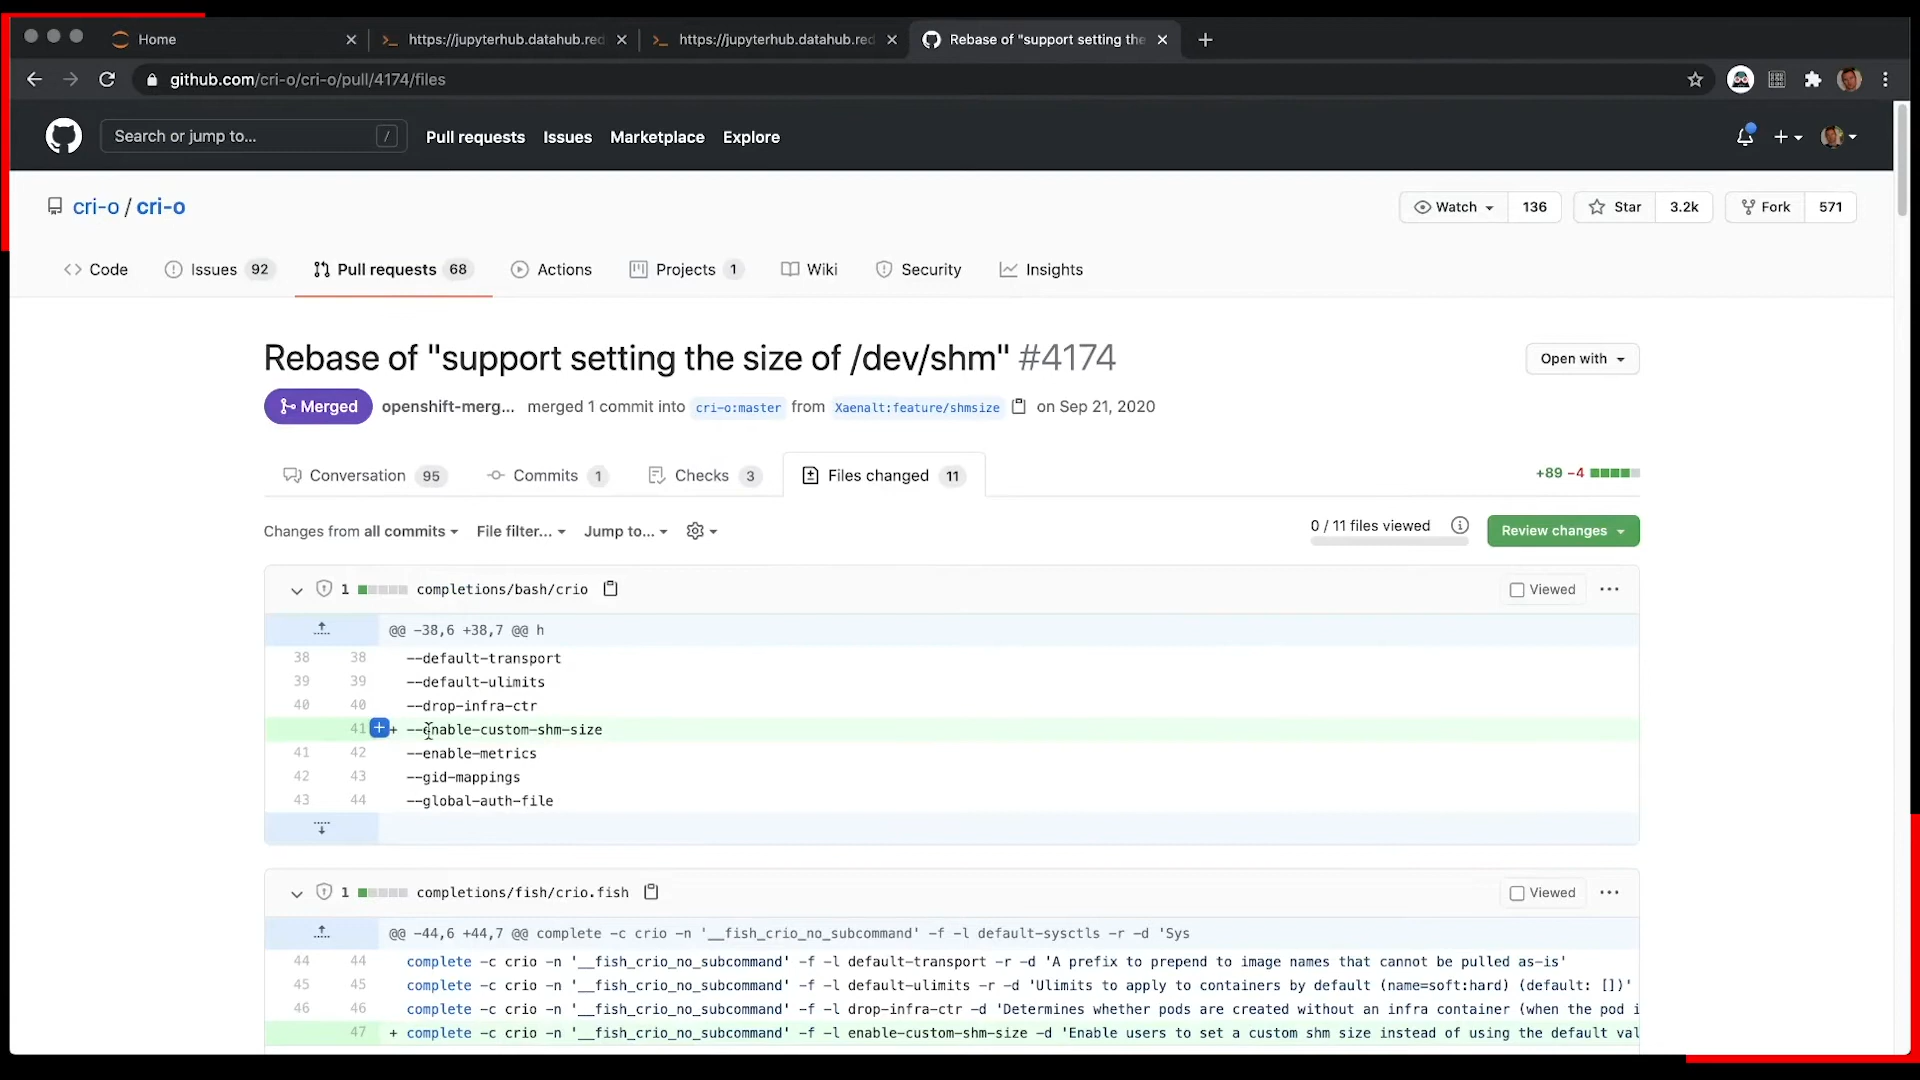 Home
https://jupyterhub.datahub.red
https://jupyterhub.datahub.red
Rebase of "support setting the
github.com/cri-o/cri-o/pull/4174/files
Search or jump to...
/
Pull requests
Issues
Marketplace
Explore
cri-o / cri-o
Watch
136
Star
3.2k
Fork
571
Code
Issues 92
Pull requests 68
Actions
Projects 1
Wiki
Security
Insights
Rebase of "support setting the size of /dev/shm" #4174
Open with
Merged
openshift-merg... merged 1 commit into cri-o:master from Xaenalt:feature/shmsize on Sep 21, 2020
Conversation 95
Commits 1
Checks 3
Files changed 11
+89 −4
Changes from all commits
File filter...
Jump to...
0 / 11 files viewed
Review changes
1 completions/bash/crio
Viewed
@@ -38,6 +38,7 @@ h
38 38 --default-transport
39 39 --default-ulimits
40 40 --drop-infra-ctr
41 + --enable-custom-shm-size
41 42 --enable-metrics
42 43 --gid-mappings
43 44 --global-auth-file
1 completions/fish/crio.fish
Viewed
@@ -44,6 +44,7 @@ complete -c crio -n '__fish_crio_no_subcommand' -f -l default-sysctls -r -d 'Sys
44 44 complete -c crio -n '__fish_crio_no_subcommand' -f -l default-transport -r -d 'A prefix to prepend to image names that cannot be pulled as-is'
45 45 complete -c crio -n '__fish_crio_no_subcommand' -f -l default-ulimits -r -d 'Ulimits to apply to containers by default (name=soft:hard) (default: [])'
46 46 complete -c crio -n '__fish_crio_no_subcommand' -f -l drop-infra-ctr -d 'Determines whether pods are created without an infra container (when the pod i
47 + complete -c crio -n '__fish_crio_no_subcommand' -f -l enable-custom-shm-size -d 'Enable users to set a custom shm size instead of using the default val